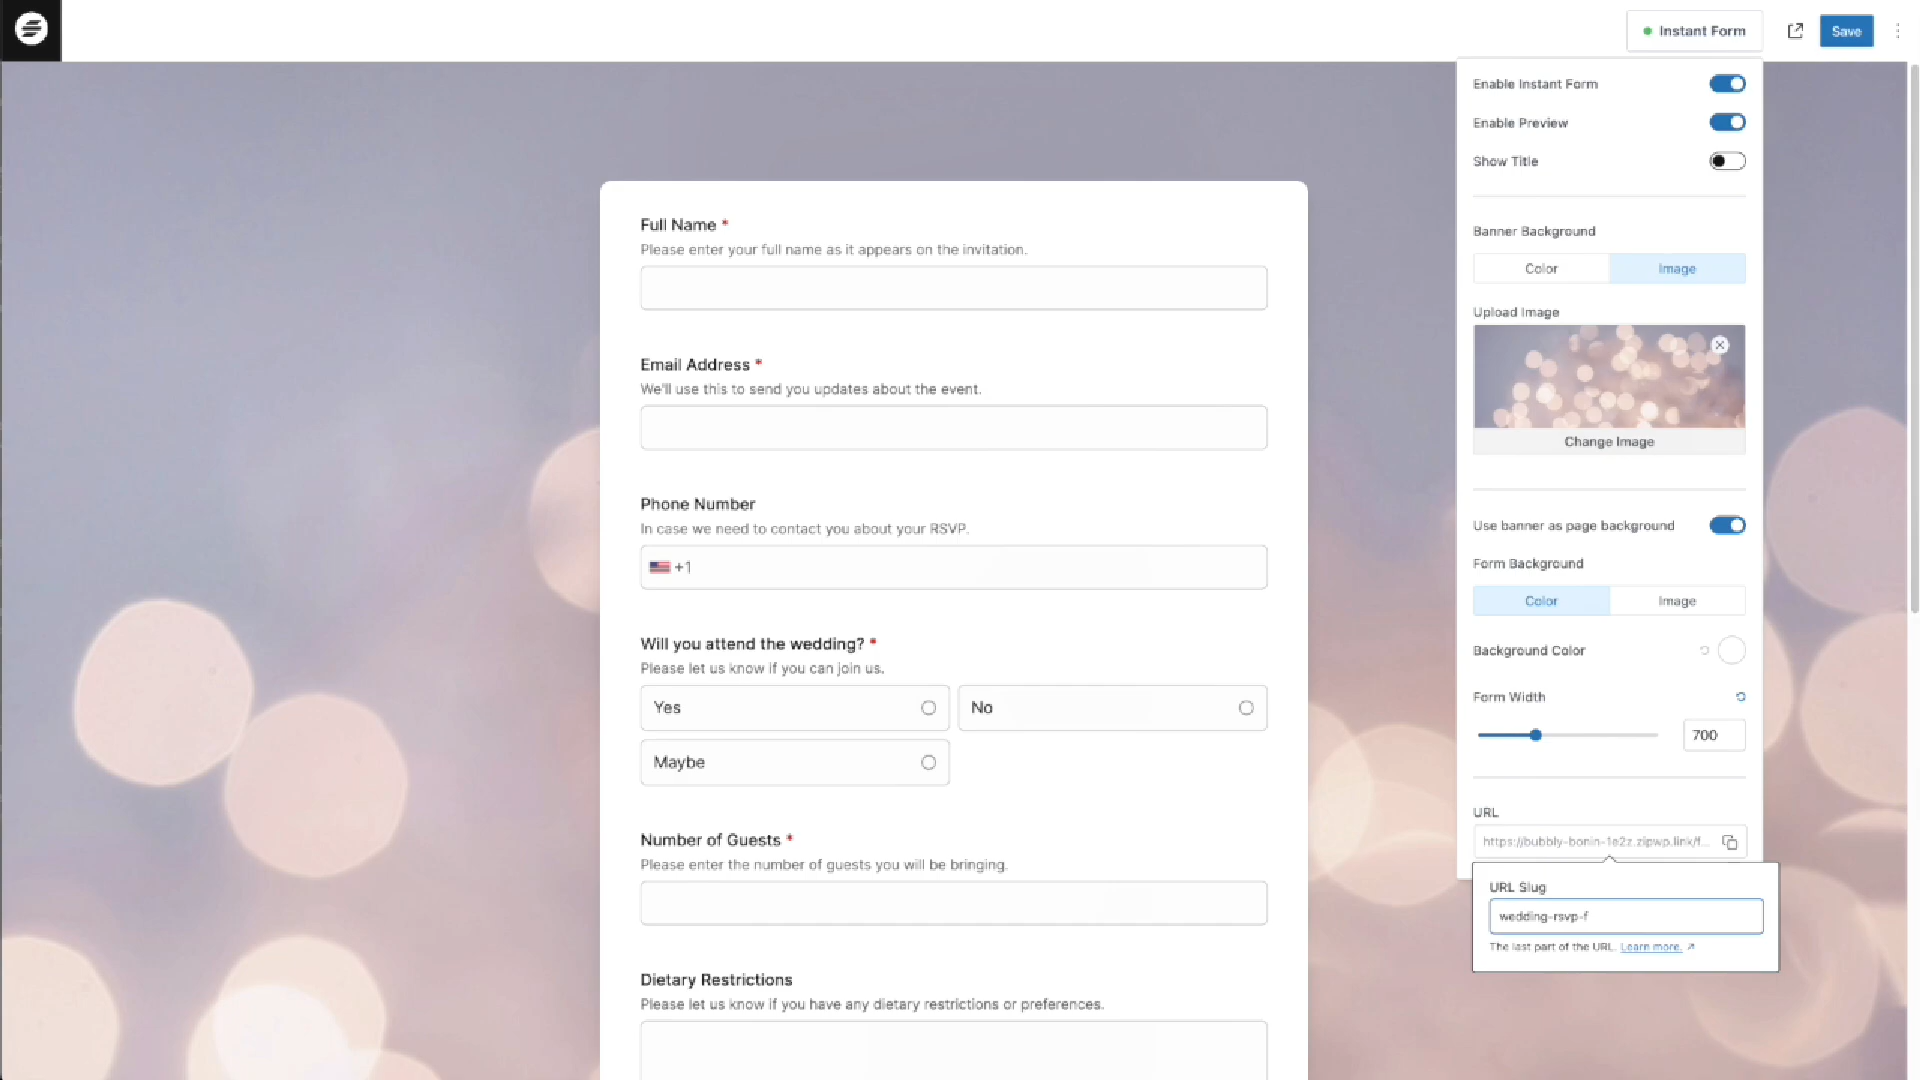 Instant Form
Save
Enable Instant Form
Enable Preview
Show Title
Banner Background
Color
Image
Upload Image
Change Image
Use banner as page background
Form Background
Color
Image
Background Color
Form Width
700
URL
https://bubbly-bonin-1e2z.zipwp.link/f...
URL Slug
wedding-rsvp-f
The last part of the URL. Learn more. ↗
Full Name *
Please enter your full name as it appears on the invitation.
Email Address *
We'll use this to send you updates about the event.
Phone Number
In case we need to contact you about your RSVP.
+1
Will you attend the wedding? *
Please let us know if you can join us.
Yes
No
Maybe
Number of Guests *
Please enter the number of guests you will be bringing.
Dietary Restrictions
Please let us know if you have any dietary restrictions or preferences.